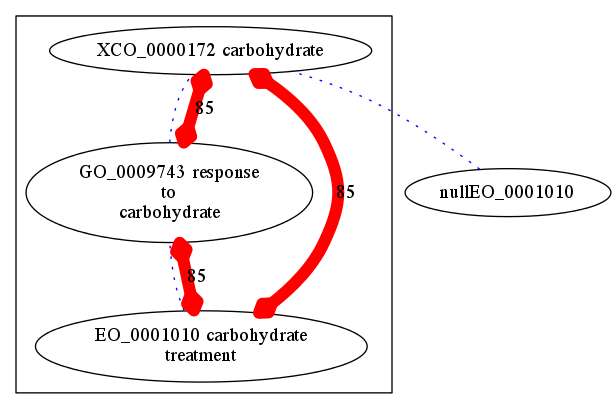 XCO_0000172 carbohydrate
85
GO_0009743 response
to
carbohydrate
85
nullEO_0001010
85
EO_0001010 carbohydrate
treatment